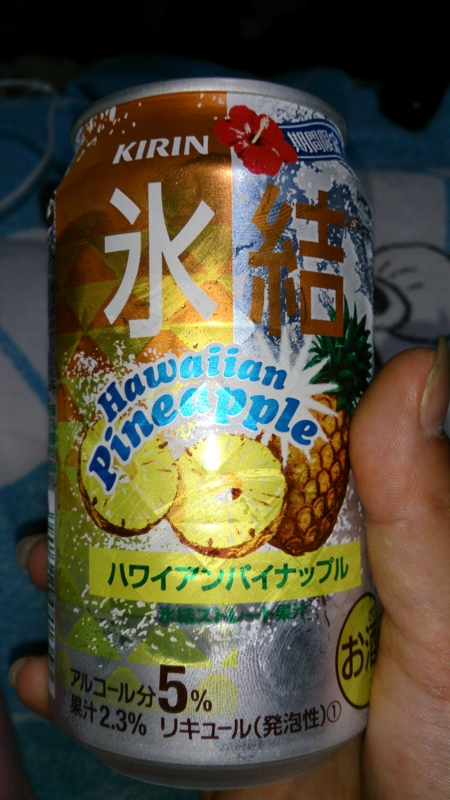 KIRIN
期間限定
氷結
Hawaiian
Pineapple
ハワイアンパイナップル
氷結ストレート果汁
お酒
アルコール分5%
果汁2.3% リキュール(発泡性)①